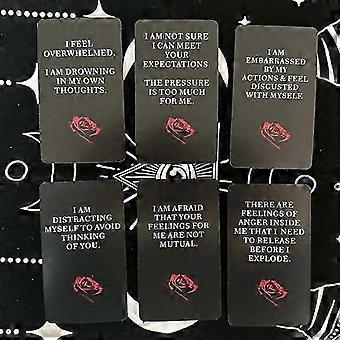 I FEEL
OVERWHELMED,
I AM DROWNING
IN MY OWN
THOUGHTS.
I AM NOT SURE
I CAN MEET
YOUR
EXPECTATIONS.
THE PRESSURE
IS TOO MUCH
FOR ME.
I AM
EMBARRASSED
BY MY
ACTIONS & FEEL
DISGUSTED
WITH MYSELF
I AM
DISTRACTING
MYSELF TO AVOID
THINKING
OF YOU.
I AM AFRAID
THAT YOUR
FEELINGS FOR
ME ARE NOT
MUTUAL.
THERE ARE
FEELINGS OF
ANGER INSIDE
ME THAT I NEED
TO RELEASE
BEFORE I
EXPLODE.